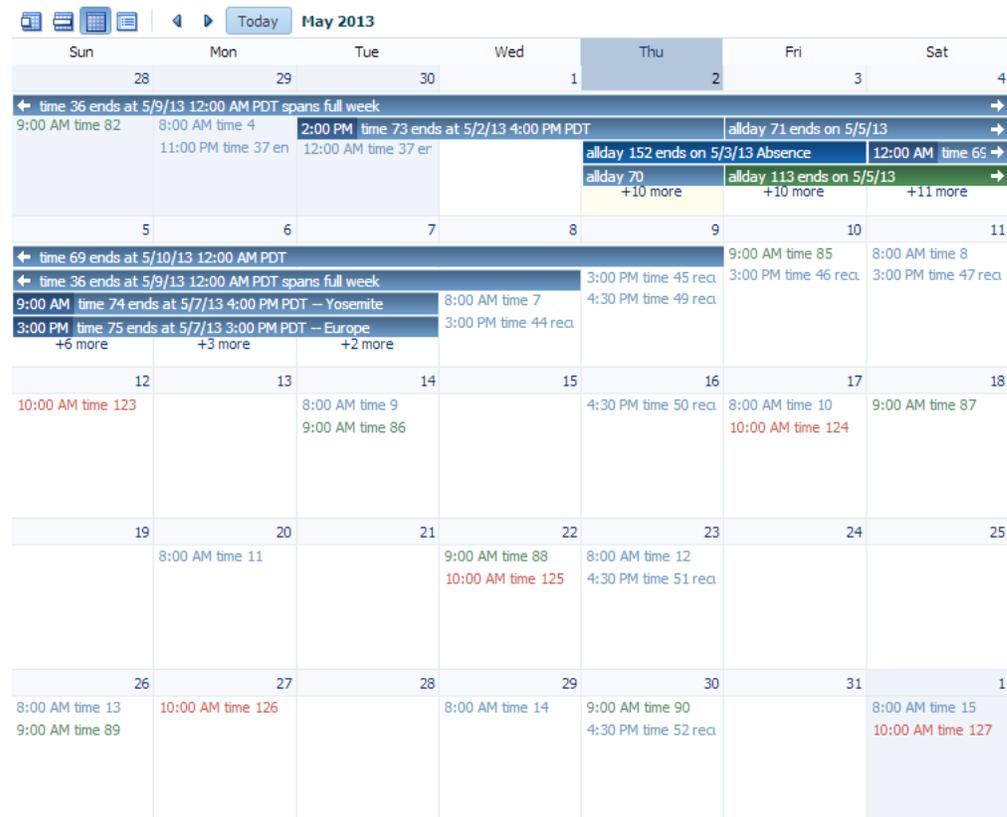 Today May 2013
Sun Mon Tue Wed Thu Fri Sat
28 29 30 1 2 3 4
time 36 ends at 5/9/13 12:00 AM PDT spans full week
9:00 AM time 82 8:00 AM time 4 2:00 PM time 73 ends at 5/2/13 4:00 PM PDT allday 71 ends on 5/5/13
11:00 PM time 37 en 12:00 AM time 37 er allday 152 ends on 5/3/13 Absence 12:00 AM time 69
allday 70 allday 113 ends on 5/5/13
+10 more +10 more +11 more
5 6 7 8 9 10 11
time 69 ends at 5/10/13 12:00 AM PDT 9:00 AM time 85 8:00 AM time 8
time 36 ends at 5/9/13 12:00 AM PDT spans full week 3:00 PM time 45 recu 3:00 PM time 46 recu 3:00 PM time 47 recu
9:00 AM time 74 ends at 5/7/13 4:00 PM PDT -- Yosemite 8:00 AM time 7 4:30 PM time 49 recu
3:00 PM time 75 ends at 5/7/13 3:00 PM PDT -- Europe 3:00 PM time 44 recu
+6 more +3 more +2 more
12 13 14 15 16 17 18
10:00 AM time 123 8:00 AM time 9 4:30 PM time 50 recu 8:00 AM time 10 9:00 AM time 87
9:00 AM time 86 10:00 AM time 124
19 20 21 22 23 24 25
8:00 AM time 11 9:00 AM time 88 8:00 AM time 12
10:00 AM time 125 4:30 PM time 51 recu
26 27 28 29 30 31 1
8:00 AM time 13 10:00 AM time 126 8:00 AM time 14 9:00 AM time 90 8:00 AM time 15
9:00 AM time 89 4:30 PM time 52 recu 10:00 AM time 127